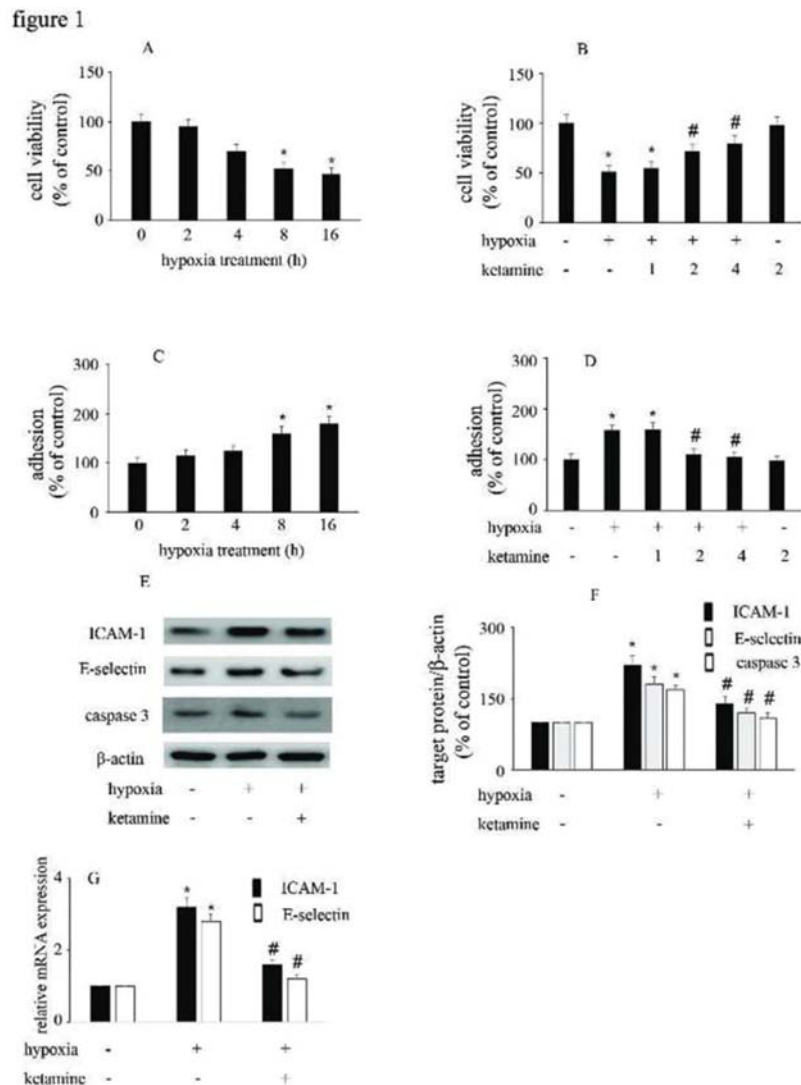 figure 1
A
cell viability
(% of control)
150
100
50
0
* *
0 2 4 8 16
hypoxia treatment (h)
B
cell viability
(% of control)
150
100
50
0
* * # #
hypoxia - + + + + -
ketamine - - 1 2 4 2
C
adhesion
(% of control)
300
200
100
0
* *
0 2 4 8 16
hypoxia treatment (h)
D
adhesion
(% of control)
300
200
100
0
* * # #
hypoxia - + + + + -
ketamine - - 1 2 4 2
E
ICAM-1
E-selectin
caspase 3
β-actin
hypoxia - + +
ketamine - - +
F
ICAM-1
E-selectin
caspase 3
target protein/β-actin
(% of control)
300
150
0
* * * # # #
hypoxia - + +
ketamine - - +
G
ICAM-1
E-selectin
relative mRNA expression
4
2
0
* * # #
hypoxia - + +
ketamine - - +